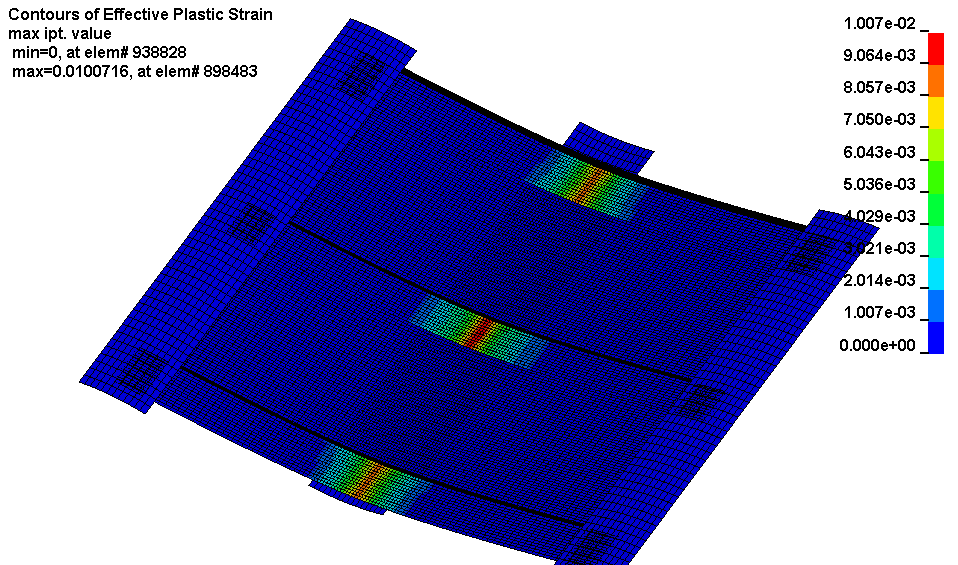 Contours of Effective Plastic Strain
max ipt. value
min=0, at elem# 938828
max=0.0100716, at elem# 898483
1.007e-02
9.064e-03
8.057e-03
7.050e-03
6.043e-03
5.036e-03
4.029e-03
3.021e-03
2.014e-03
1.007e-03
0.000e+00